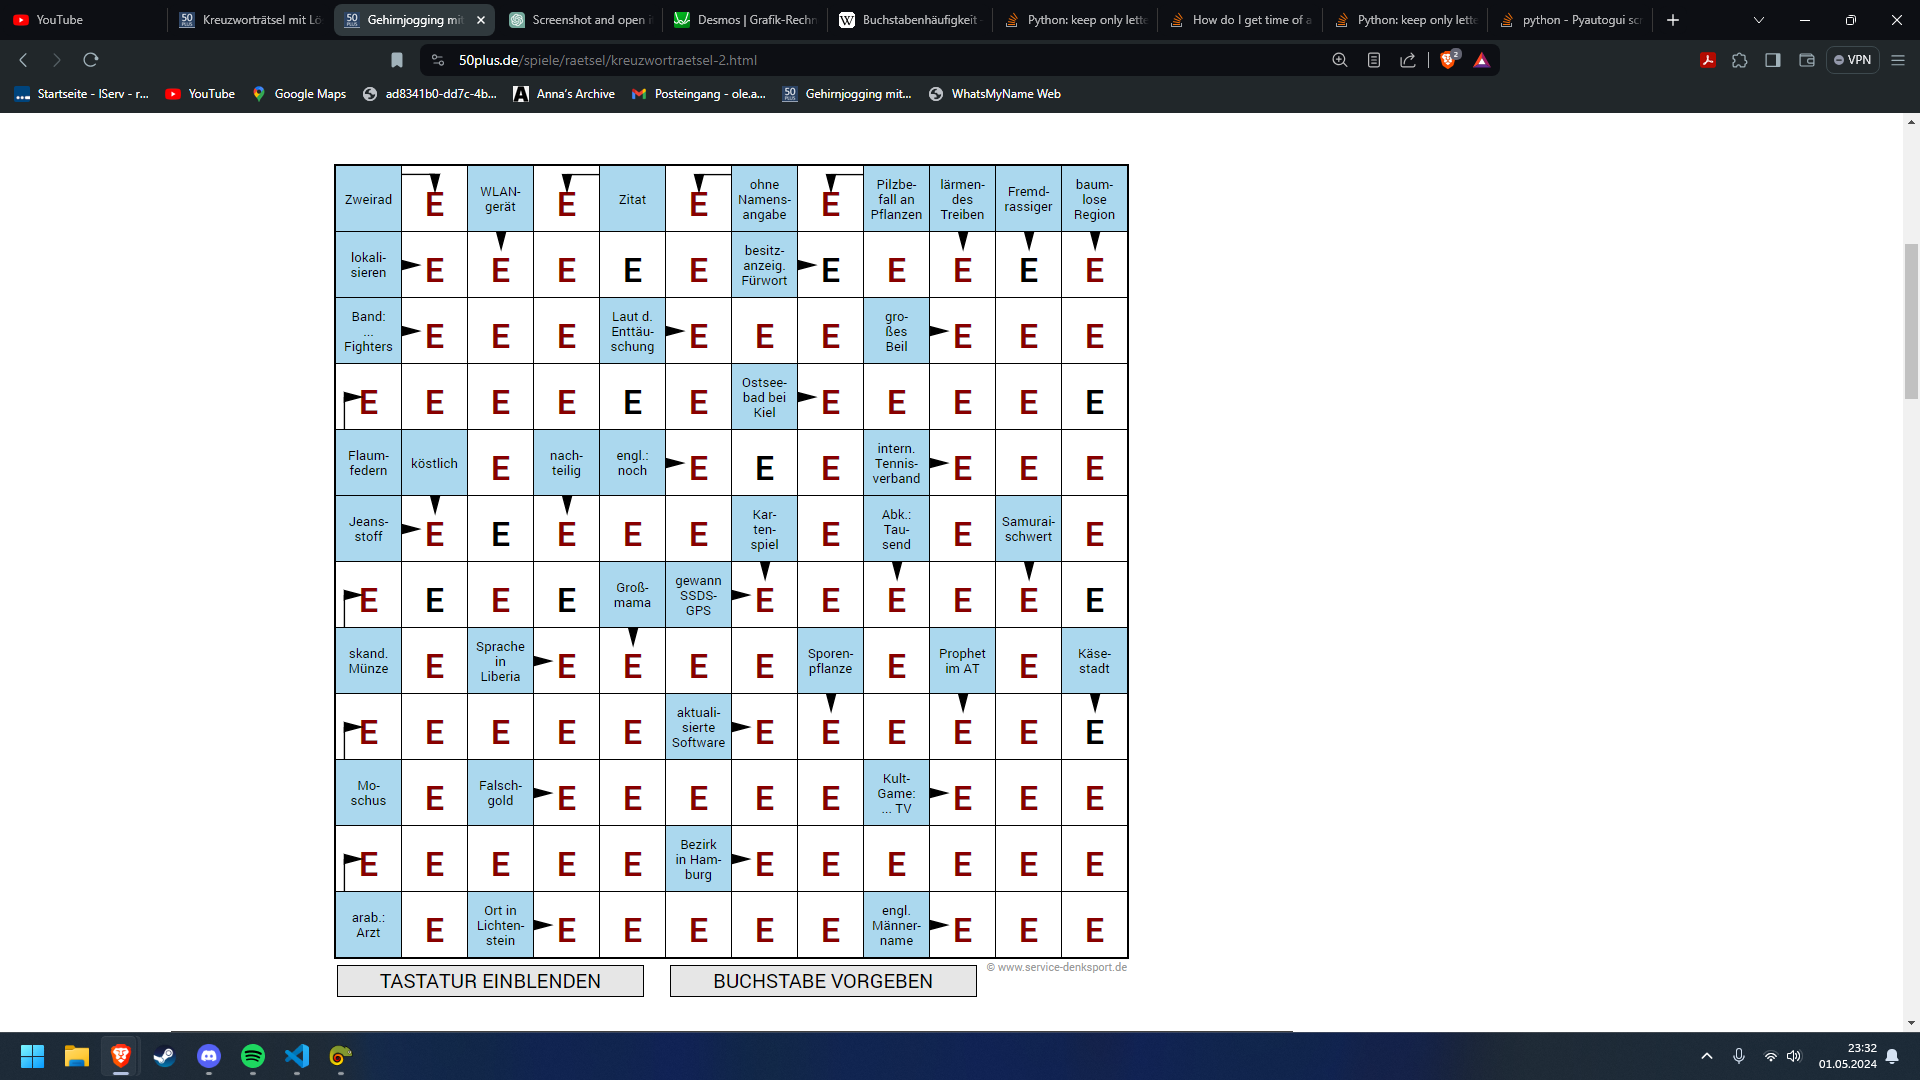 YouTube
Kreuzworträtsel mit Lö
Gehirnjogging mit
Screenshot and open i
Desmos | Grafik-Rechn
Buchstabenhäufigkeit -
Python: keep only lette
How do I get time of a
Python: keep only lette
python - Pyautogui scr
50plus.de/spiele/raetsel/kreuzwortraetsel-2.html
2
VPN
Startseite - IServ - r...
YouTube
Google Maps
ad8341b0-dd7c-4b...
Anna's Archive
Posteingang - ole.a...
Gehirnjogging mit...
WhatsMyName Web
Zweirad E WLAN-gerät E Zitat E ohne Namens-angabe E Pilzbe-fall an Pflanzen lärmen-des Treiben Fremd-rassiger baum-lose Region
lokali-sieren E E E E E besitz-anzeig. Fürwort E E E E E
Band: ... Fighters E E E Laut d. Enttäu-schung E E E gro-ßes Beil E E E
E E E E E E Ostsee-bad bei Kiel E E E E E
Flaum-federn köstlich E nach-teilig engl.: noch E E E intern. Tennis-verband E E E
Jeans-stoff E E E E E Kar-ten-spiel E Abk.: Tau-send E Samurai-schwert E
E E E E Groß-mama gewann SSDS-GPS E E E E E E
skand. Münze E Sprache in Liberia E E E E Sporen-pflanze E Prophet im AT E Käse-stadt
E E E E E aktuali-sierte Software E E E E E E
Mo-schus E Falsch-gold E E E E E Kult-Game: ... TV E E E
E E E E E Bezirk in Ham-burg E E E E E E
arab.: Arzt E Ort in Lichten-stein E E E E E engl. Männer-name E E E
© www.service-denksport.de
TASTATUR EINBLENDEN
BUCHSTABE VORGEBEN
23:32
01.05.2024